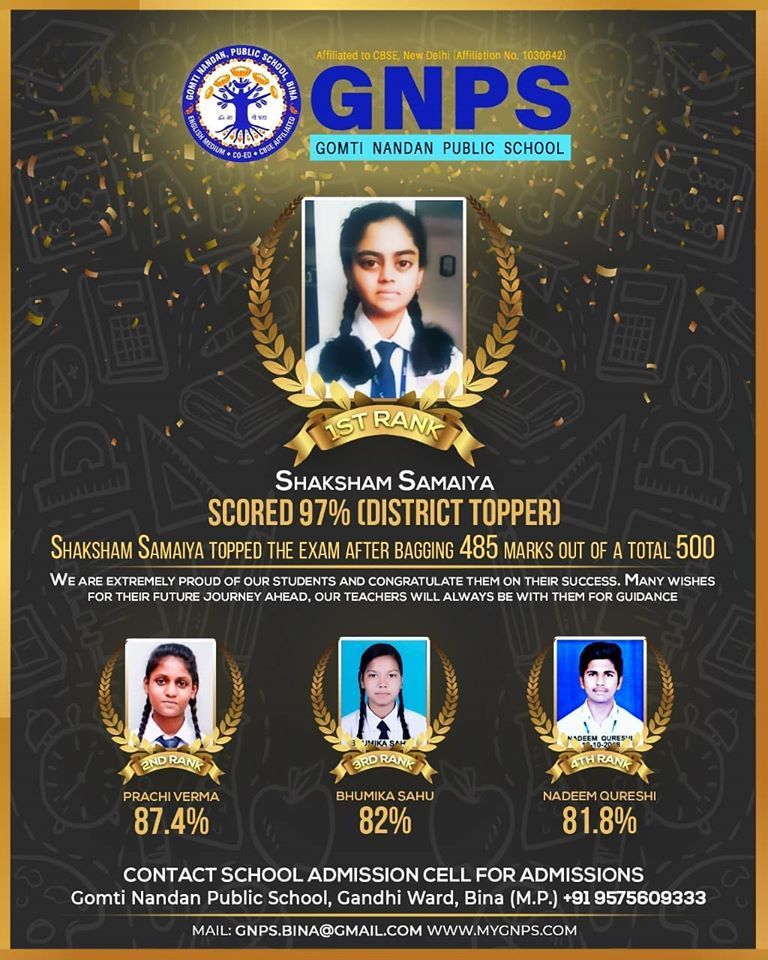 Affiliated to CBSE, New Delhi (Affiliation No. 1030642)
GOMTI NANDAN, PUBLIC SCHOOL, BINA
ENGLISH MEDIUM • CO-ED • CBSE AFFILIATED
GNPS
GOMTI NANDAN PUBLIC SCHOOL
1ST RANK
SHAKSHAM SAMAIYA
SCORED 97% (DISTRICT TOPPER)
SHAKSHAM SAMAIYA TOPPED THE EXAM AFTER BAGGING 485 MARKS OUT OF A TOTAL 500
WE ARE EXTREMELY PROUD OF OUR STUDENTS AND CONGRATULATE THEM ON THEIR SUCCESS. MANY WISHES
FOR THEIR FUTURE JOURNEY AHEAD, OUR TEACHERS WILL ALWAYS BE WITH THEM FOR GUIDANCE
2ND RANK
PRACHI VERMA
87.4%
3RD RANK
BHUMIKA SAHU
82%
NADEEM QURESHI
4TH RANK
NADEEM QURESHI
81.8%
CONTACT SCHOOL ADMISSION CELL FOR ADMISSIONS
Gomti Nandan Public School, Gandhi Ward, Bina (M.P.) +91 9575609333
MAIL: GNPS.BINA@GMAIL.COM WWW.MYGNPS.COM